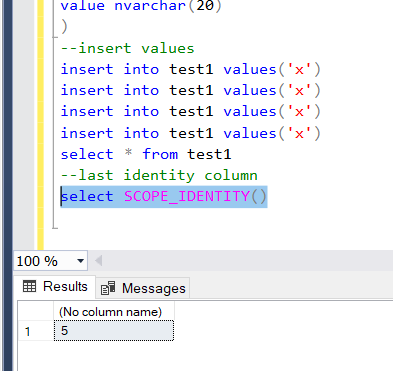 value nvarchar(20)
)
--insert values
insert into test1 values('x')
insert into test1 values('x')
insert into test1 values('x')
insert into test1 values('x')
select * from test1
--last identity column
select SCOPE_IDENTITY()
100 %
Results Messages
(No column name)
1 5